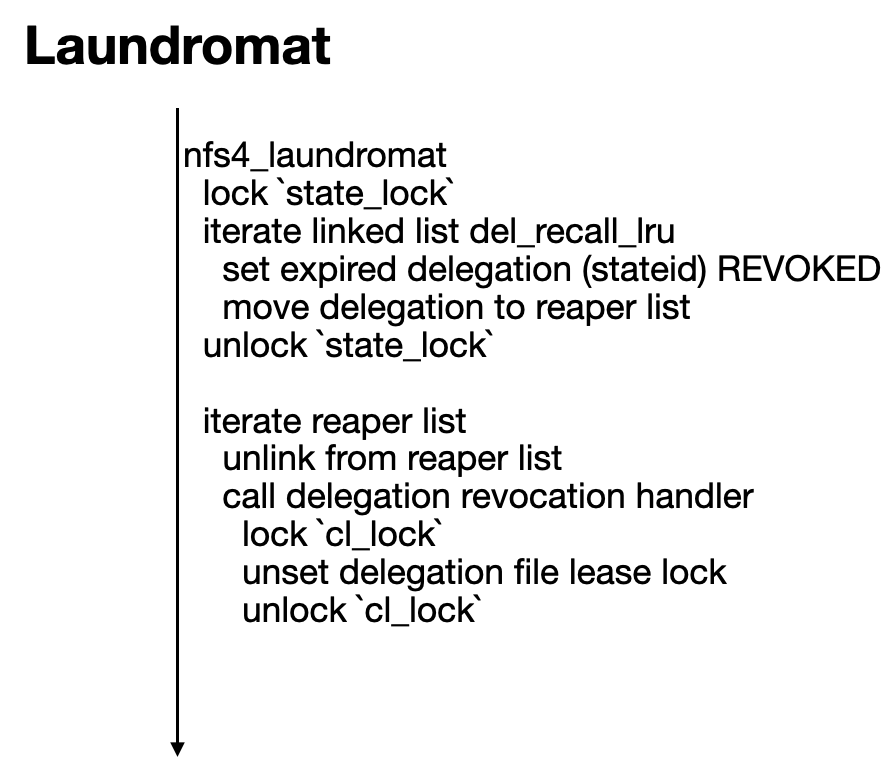 Laundromat
nfs4_laundromat
lock `state_lock`
iterate linked list del_recall_lru
set expired delegation (stateid) REVOKED
move delegation to reaper list
unlock `state_lock`
iterate reaper list
unlink from reaper list
call delegation revocation handler
lock `cl_lock`
unset delegation file lease lock
unlock `cl_lock`